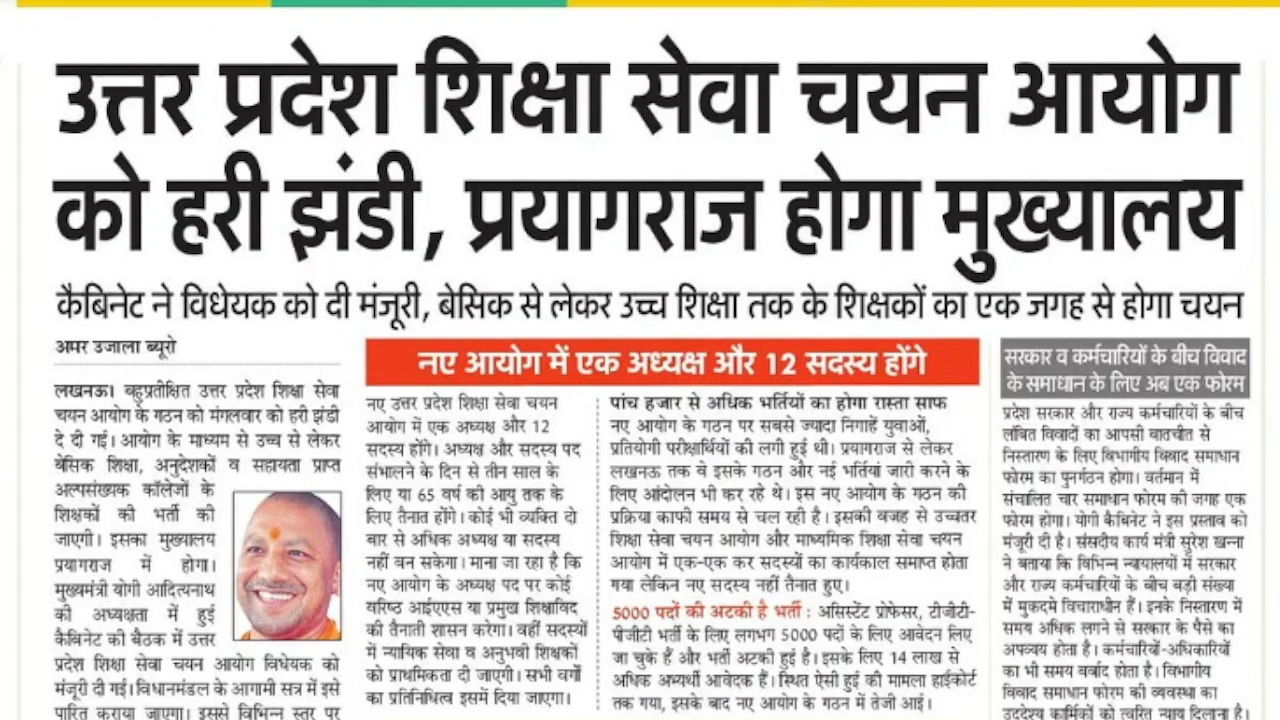 उत्तर प्रदेश शिक्षा सेवा चयन आयोग
को हरी झंडी, प्रयागराज होगा मुख्यालय
कैबिनेट ने विधेयक को दी मंजूरी, बेसिक से लेकर उच्च शिक्षा तक के शिक्षकों का एक जगह से होगा चयन
अमर उजाला ब्यूरो
लखनऊ। बहुप्रतीक्षित उत्तर प्रदेश शिक्षा सेवा
चयन आयोग के गठन को मंगलवार को हरी झंडी
दे दी गई। आयोग के माध्यम से उच्च से लेकर
बेसिक शिक्षा, अनुदेशकों व सहायता प्राप्त
अल्पसंख्यक कॉलेजों के
शिक्षकों की भर्ती की
जाएगी। इसका मुख्यालय
प्रयागराज में होगा।
मुख्यमंत्री योगी आदित्यनाथ
की अध्यक्षता में हुई
कैबिनेट की बैठक में उत्तर
प्रदेश शिक्षा सेवा चयन आयोग विधेयक को
मंजूरी दी गई। विधानमंडल के आगामी सत्र में इसे
पारित कराया जाएगा। इससे विभिन्न स्तर पर
नए आयोग में एक अध्यक्ष और 12 सदस्य होंगे
नए उत्तर प्रदेश शिक्षा सेवा चयन
आयोग में एक अध्यक्ष और 12
सदस्य होंगे। अध्यक्ष और सदस्य पद
संभालने के दिन से तीन साल के
लिए या 65 वर्ष की आयु तक के
लिए तैनात होंगे। कोई भी व्यक्ति दो
बार से अधिक अध्यक्ष या सदस्य
नहीं बन सकेगा। माना जा रहा है कि
नए आयोग के अध्यक्ष पद पर कोई
वरिष्ठ आईएएस या प्रमुख शिक्षाविद
की तैनाती शासन करेगा। वहीं सदस्यों
में न्यायिक सेवा व अनुभवी शिक्षकों
को प्राथमिकता दी जाएगी। सभी वर्गों
का प्रतिनिधित्व इसमें दिया जाएगा।
पांच हजार से अधिक भर्तियों का होगा रास्ता साफ
नए आयोग के गठन पर सबसे ज्यादा निगाहें युवाओं,
प्रतियोगी परीक्षार्थियों की लगी हुई थी। प्रयागराज से लेकर
लखनऊ तक वे इसके गठन और नई भर्तियां जारी करने के
लिए आंदोलन भी कर रहे थे। इस नए आयोग के गठन की
प्रक्रिया काफी समय से चल रही है। इसकी वजह से उच्चतर
शिक्षा सेवा चयन आयोग और माध्यमिक शिक्षा सेवा चयन
आयोग में एक-एक कर सदस्यों का कार्यकाल समाप्त होता
गया लेकिन नए सदस्य नहीं तैनात हुए।
5000 पदों की अटकी है भर्ती : असिस्टेंट प्रोफेसर, टीजीटी-
पीजीटी भर्ती के लिए लगभग 5000 पदों के लिए आवेदन लिए
जा चुके हैं और भर्ती अटकी हुई है। इसके लिए 14 लाख से
अधिक अभ्यर्थी आवेदक हैं। स्थिति ऐसी हुई की मामला हाईकोर्ट
तक गया, इसके बाद नए आयोग के गठन में तेजी आई।
सरकार व कर्मचारियों के बीच विवाद
के समाधान के लिए अब एक फोरम
प्रदेश सरकार और राज्य कर्मचारियों के बीच
लंबित विवादों का आपसी बातचीत से
निस्तारण के लिए विभागीय विवाद समाधान
फोरम का पुनर्गठन होगा। वर्तमान में
संचालित चार समाधान फोरम की जगह एक
फोरम होगा। योगी कैबिनेट ने इस प्रस्ताव को
मंजूरी दी है। संसदीय कार्य मंत्री सुरेश खन्ना
ने बताया कि विभिन्न न्यायालयों में सरकार
और राज्य कर्मचारियों के बीच बड़ी संख्या
में मुकदमे विचाराधीन हैं। इनके निस्तारण में
समय अधिक लगने से सरकार के पैसे का
अपव्यय होता है। कर्मचारियों-अधिकारियों
का भी समय बर्बाद होता है। विभागीय
विवाद समाधान फोरम की व्यवस्था का
उद्देश्य कार्मिकों को त्वरित न्याय दिलाना है।